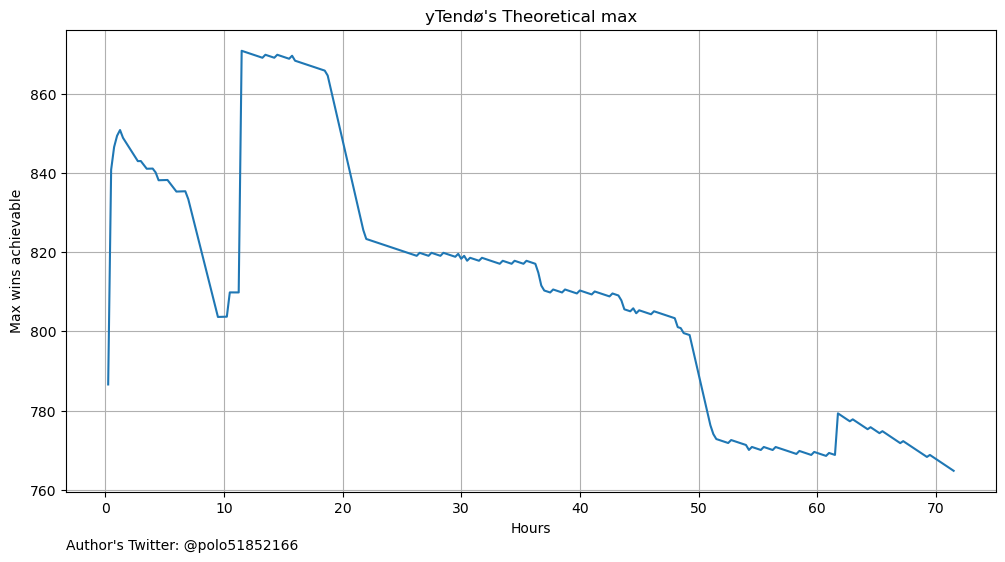 yTendø's Theoretical max
860
840
820
800
780
760
Max wins achievable
0 10 20 30 40 50 60 70
Hours
Author's Twitter: @polo51852166